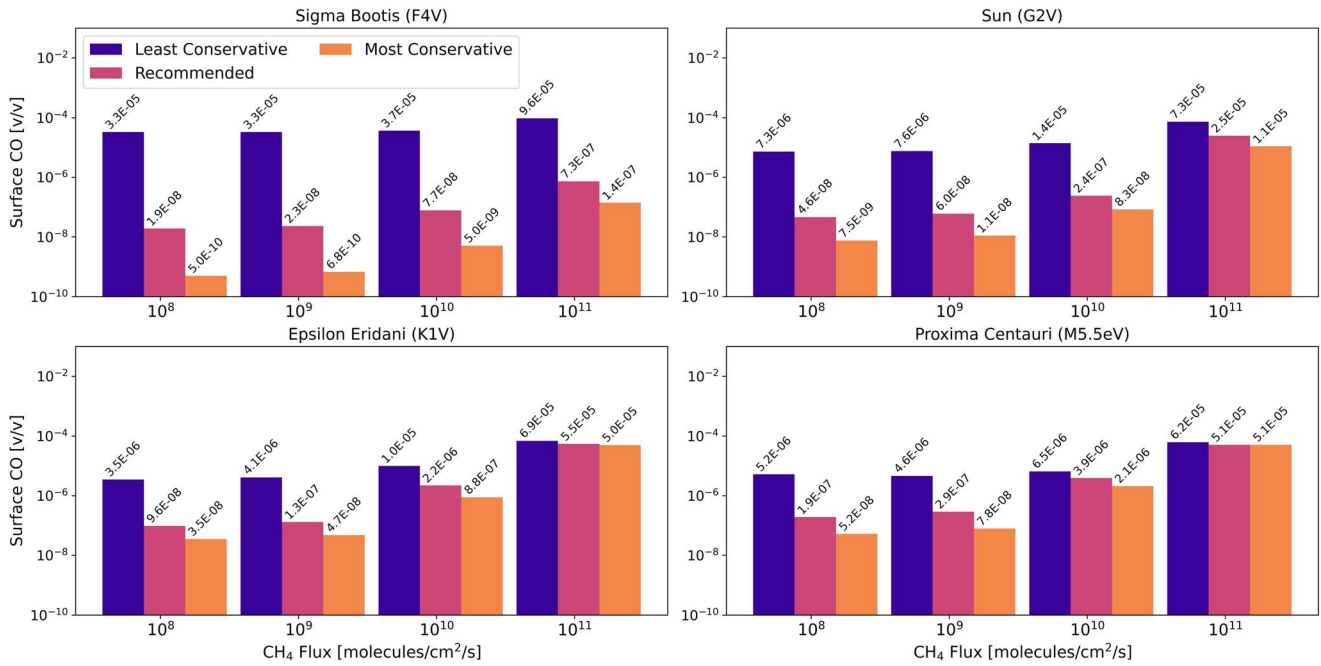 Sigma Bootis (F4V)
Sun (G2V)
Least Conservative
Recommended
Most Conservative
Surface CO [v/v]
10⁻²
10⁻⁴
10⁻⁶
10⁻⁸
10⁻¹⁰
3.3E-05
1.9E-08
5.0E-10
3.3E-05
2.3E-08
6.8E-10
3.7E-05
7.7E-08
5.0E-09
9.6E-05
7.3E-07
1.4E-07
10⁸
10⁹
10¹⁰
10¹¹
10⁻²
10⁻⁴
10⁻⁶
10⁻⁸
10⁻¹⁰
7.3E-06
4.6E-08
7.5E-09
7.6E-06
6.0E-08
1.1E-08
1.4E-05
2.4E-07
8.3E-08
7.3E-05
2.5E-05
1.1E-05
10⁸
10⁹
10¹⁰
10¹¹
Epsilon Eridani (K1V)
Proxima Centauri (M5.5eV)
Surface CO [v/v]
10⁻²
10⁻⁴
10⁻⁶
10⁻⁸
10⁻¹⁰
3.5E-06
9.6E-08
3.5E-08
4.1E-06
1.3E-07
4.7E-08
1.0E-05
2.2E-06
8.8E-07
6.9E-05
5.5E-05
5.0E-05
10⁸
10⁹
10¹⁰
10¹¹
CH₄ Flux [molecules/cm²/s]
10⁻²
10⁻⁴
10⁻⁶
10⁻⁸
10⁻¹⁰
5.2E-06
1.9E-07
5.2E-08
4.6E-06
2.9E-07
7.8E-08
6.5E-06
3.9E-06
2.1E-06
6.2E-05
5.1E-05
5.1E-05
10⁸
10⁹
10¹⁰
10¹¹
CH₄ Flux [molecules/cm²/s]